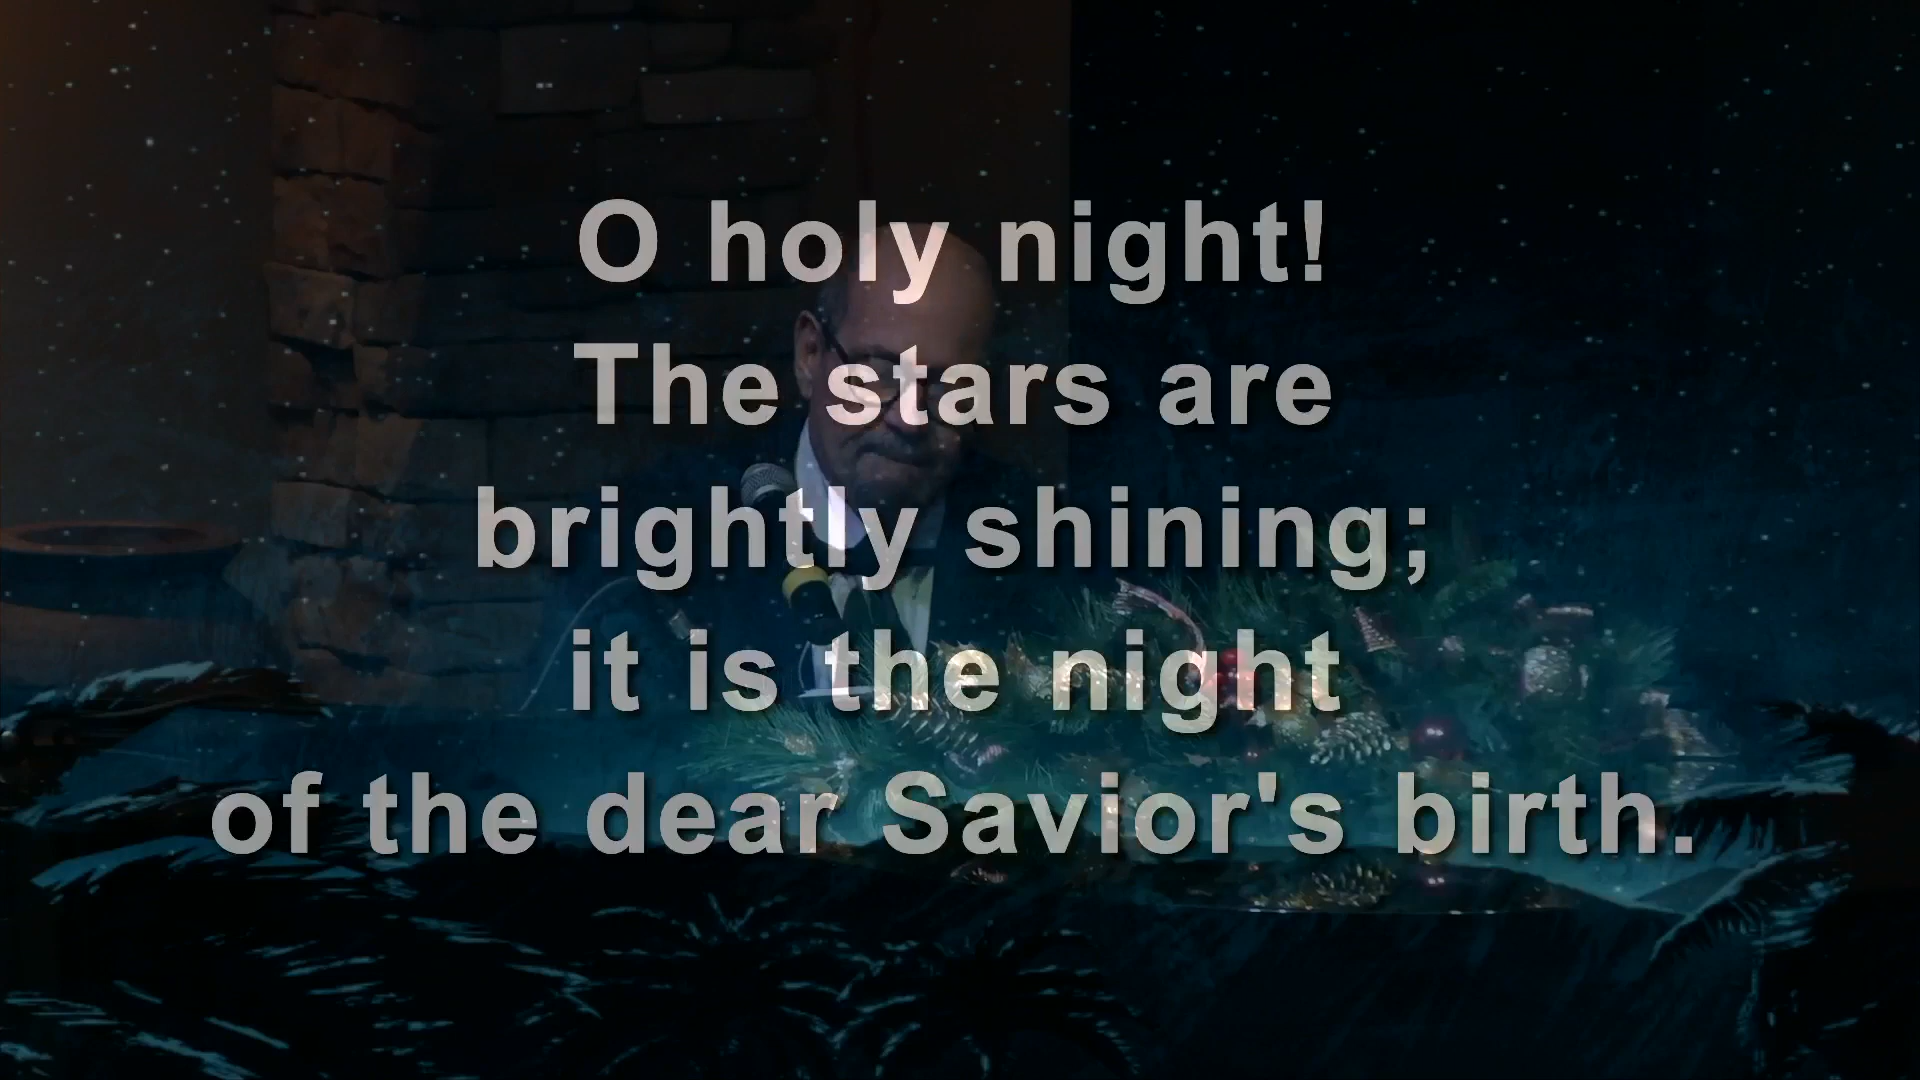 O holy night!
The stars are
brightly shining;
it is the night
of the dear Savior's birth.